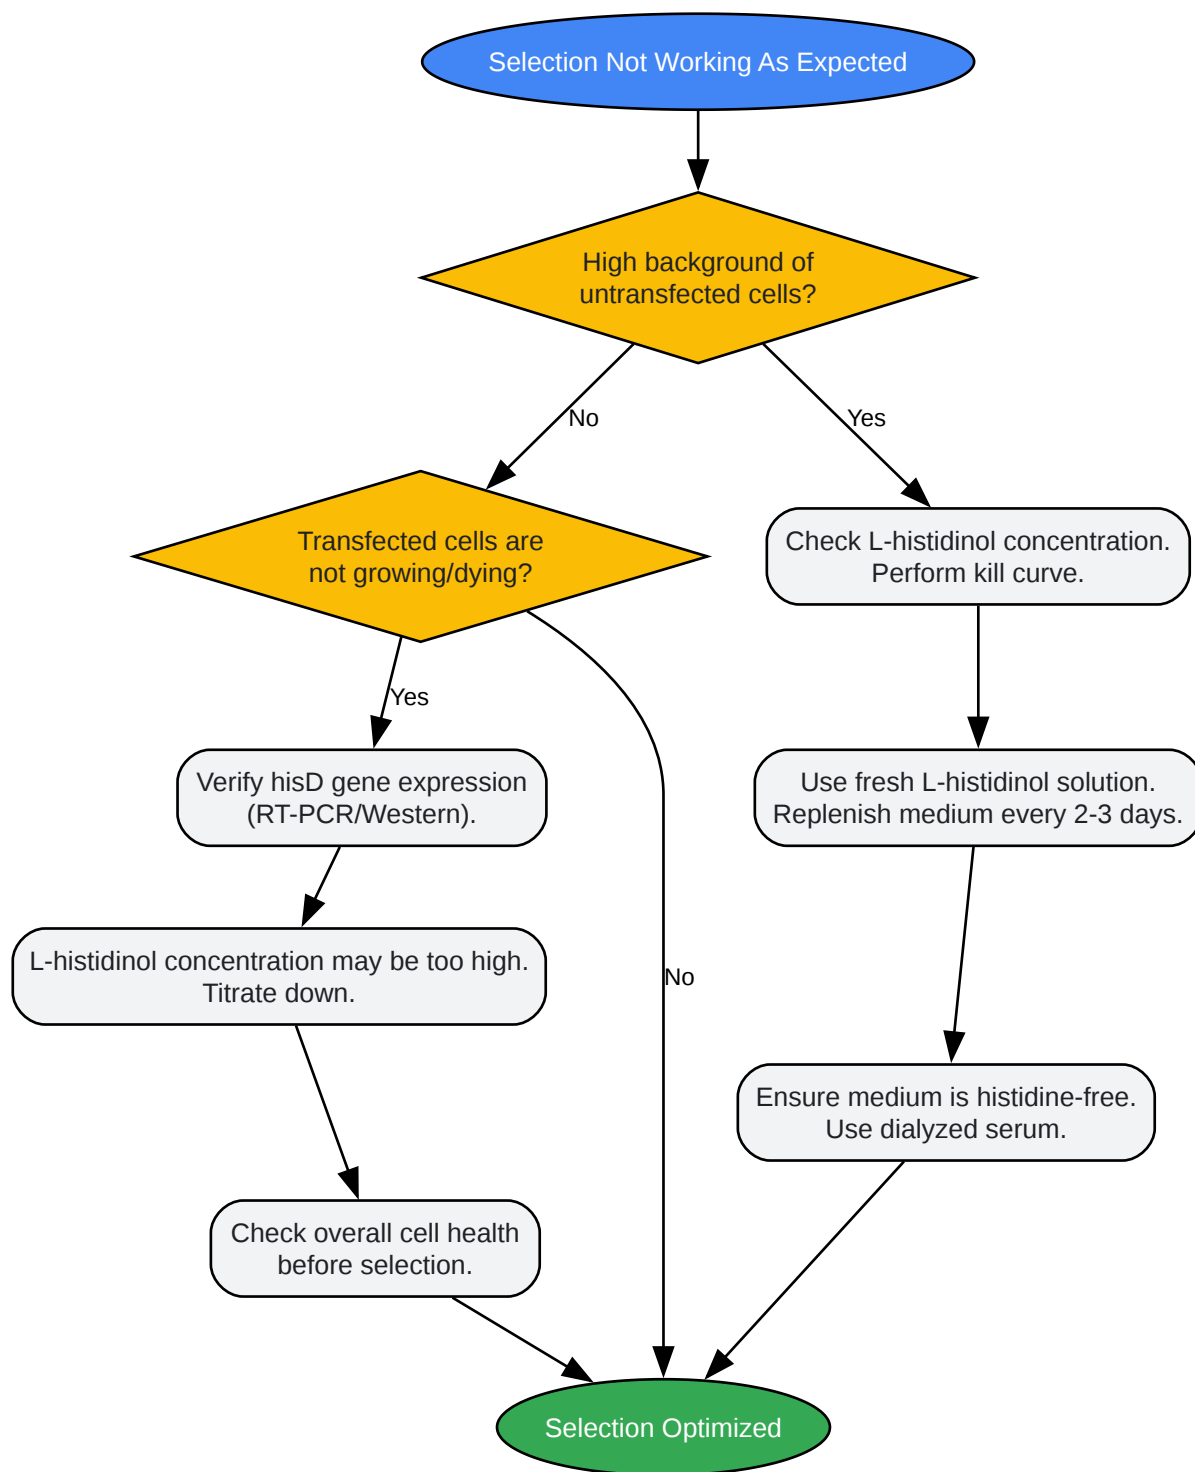 Selection Not Working As Expected
High background of
untransfected cells?
No
Yes
Transfected cells are
not growing/dying?
Check L-histidinol concentration.
Perform kill curve.
Yes
Verify hisD gene expression
(RT-PCR/Western).
Use fresh L-histidinol solution.
Replenish medium every 2-3 days.
L-histidinol concentration may be too high.
Titrate down.
No
Ensure medium is histidine-free.
Use dialyzed serum.
Check overall cell health
before selection.
Selection Optimized